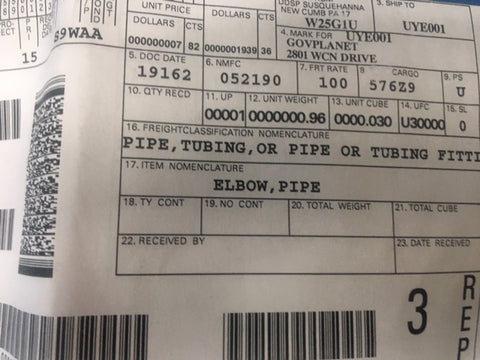 UNIT PRICE
DOLLARS CTS
DOLLARS CTS
000000007 82 0000001939 36
DDSP SUSQUEHANNA
NEW CUMB PA 17
W25G1U
3. SHIP TO
UYE001
4. MARK FOR UYE001
GOVPLANET
2801 WCN DRIVE
S9WAA
15
5. DOC DATE
19162
6. NMFC
052190
7. FRT RATE
100
8 CARGO
576Z9
9. PS
U
10. QTY RECD
11. UP
00001
12. UNIT WEIGHT
0000000.96
13. UNIT CUBE
0000.030
14. UFC
U30000
15. SL
0
16. FREIGHTCLASSIFICATION NOMENCLATURE
PIPE,TUBING,OR PIPE OR TUBING FITTI
17. ITEM NOMENCLATURE
ELBOW,PIPE
18. TY CONT
19. NO CONT
20. TOTAL WEIGHT
21. TOTAL CUBE
22. RECEIVED BY
23. DATE RECEIVED
3
REP